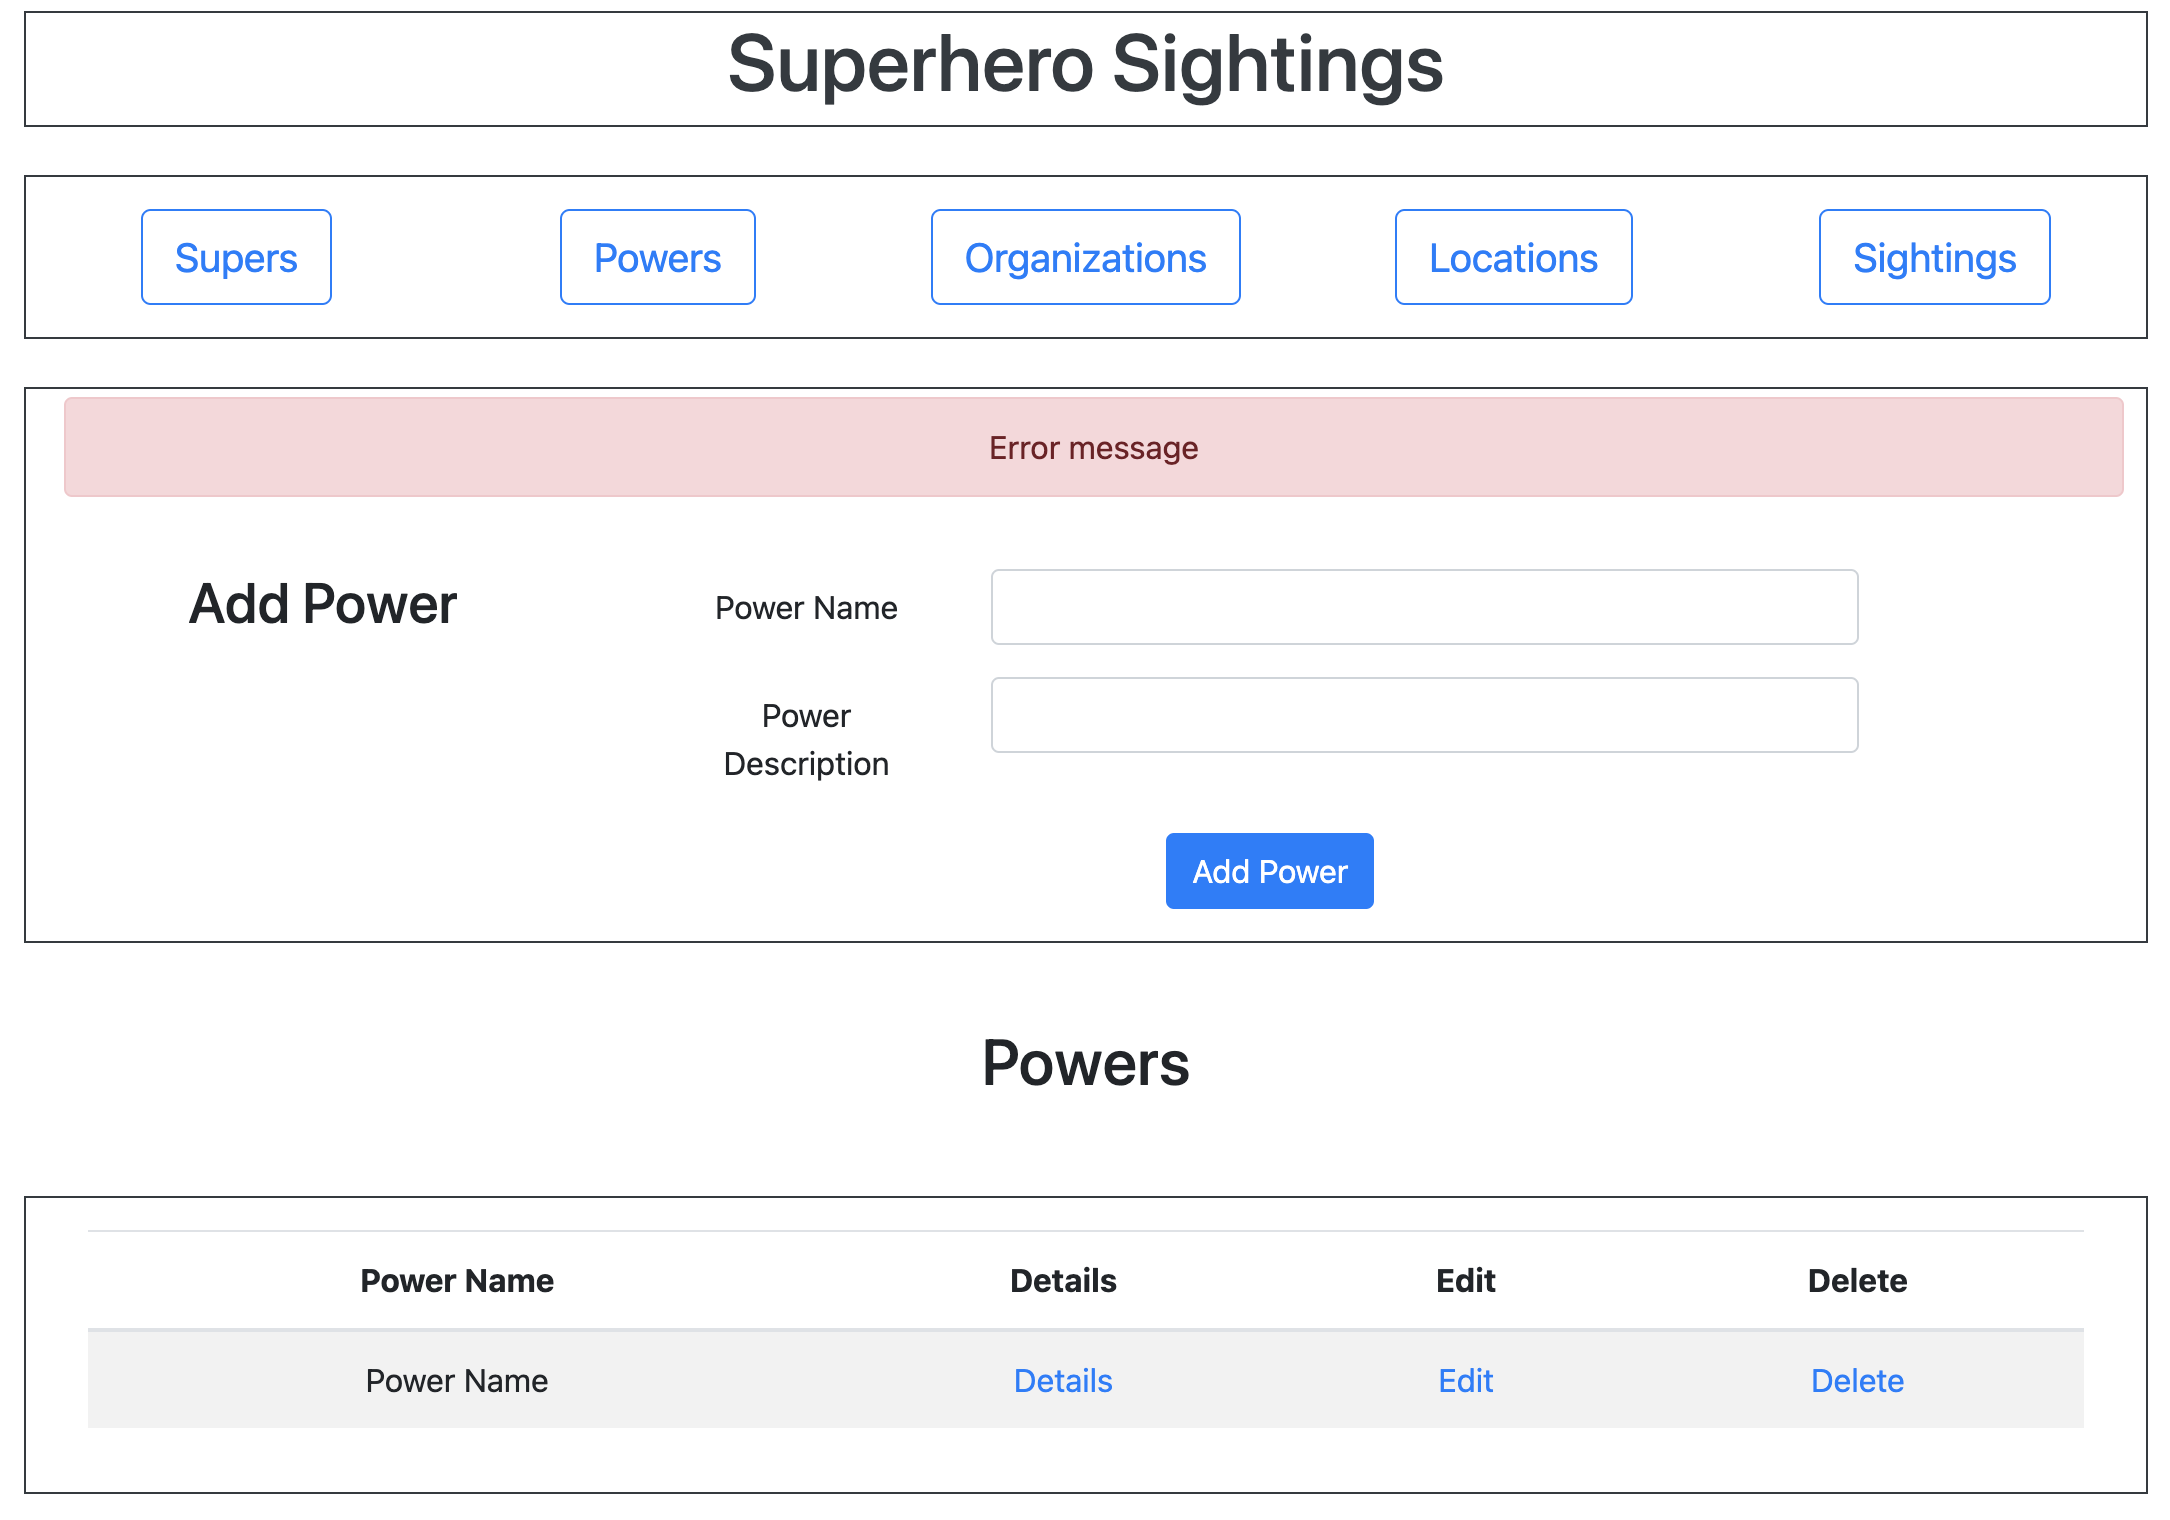 Superhero Sightings
Supers Powers Organizations Locations Sightings
Error message
Add Power
Power Name
Power
Description
Add Power
Powers
Power Name Details Edit Delete
Power Name Details Edit Delete